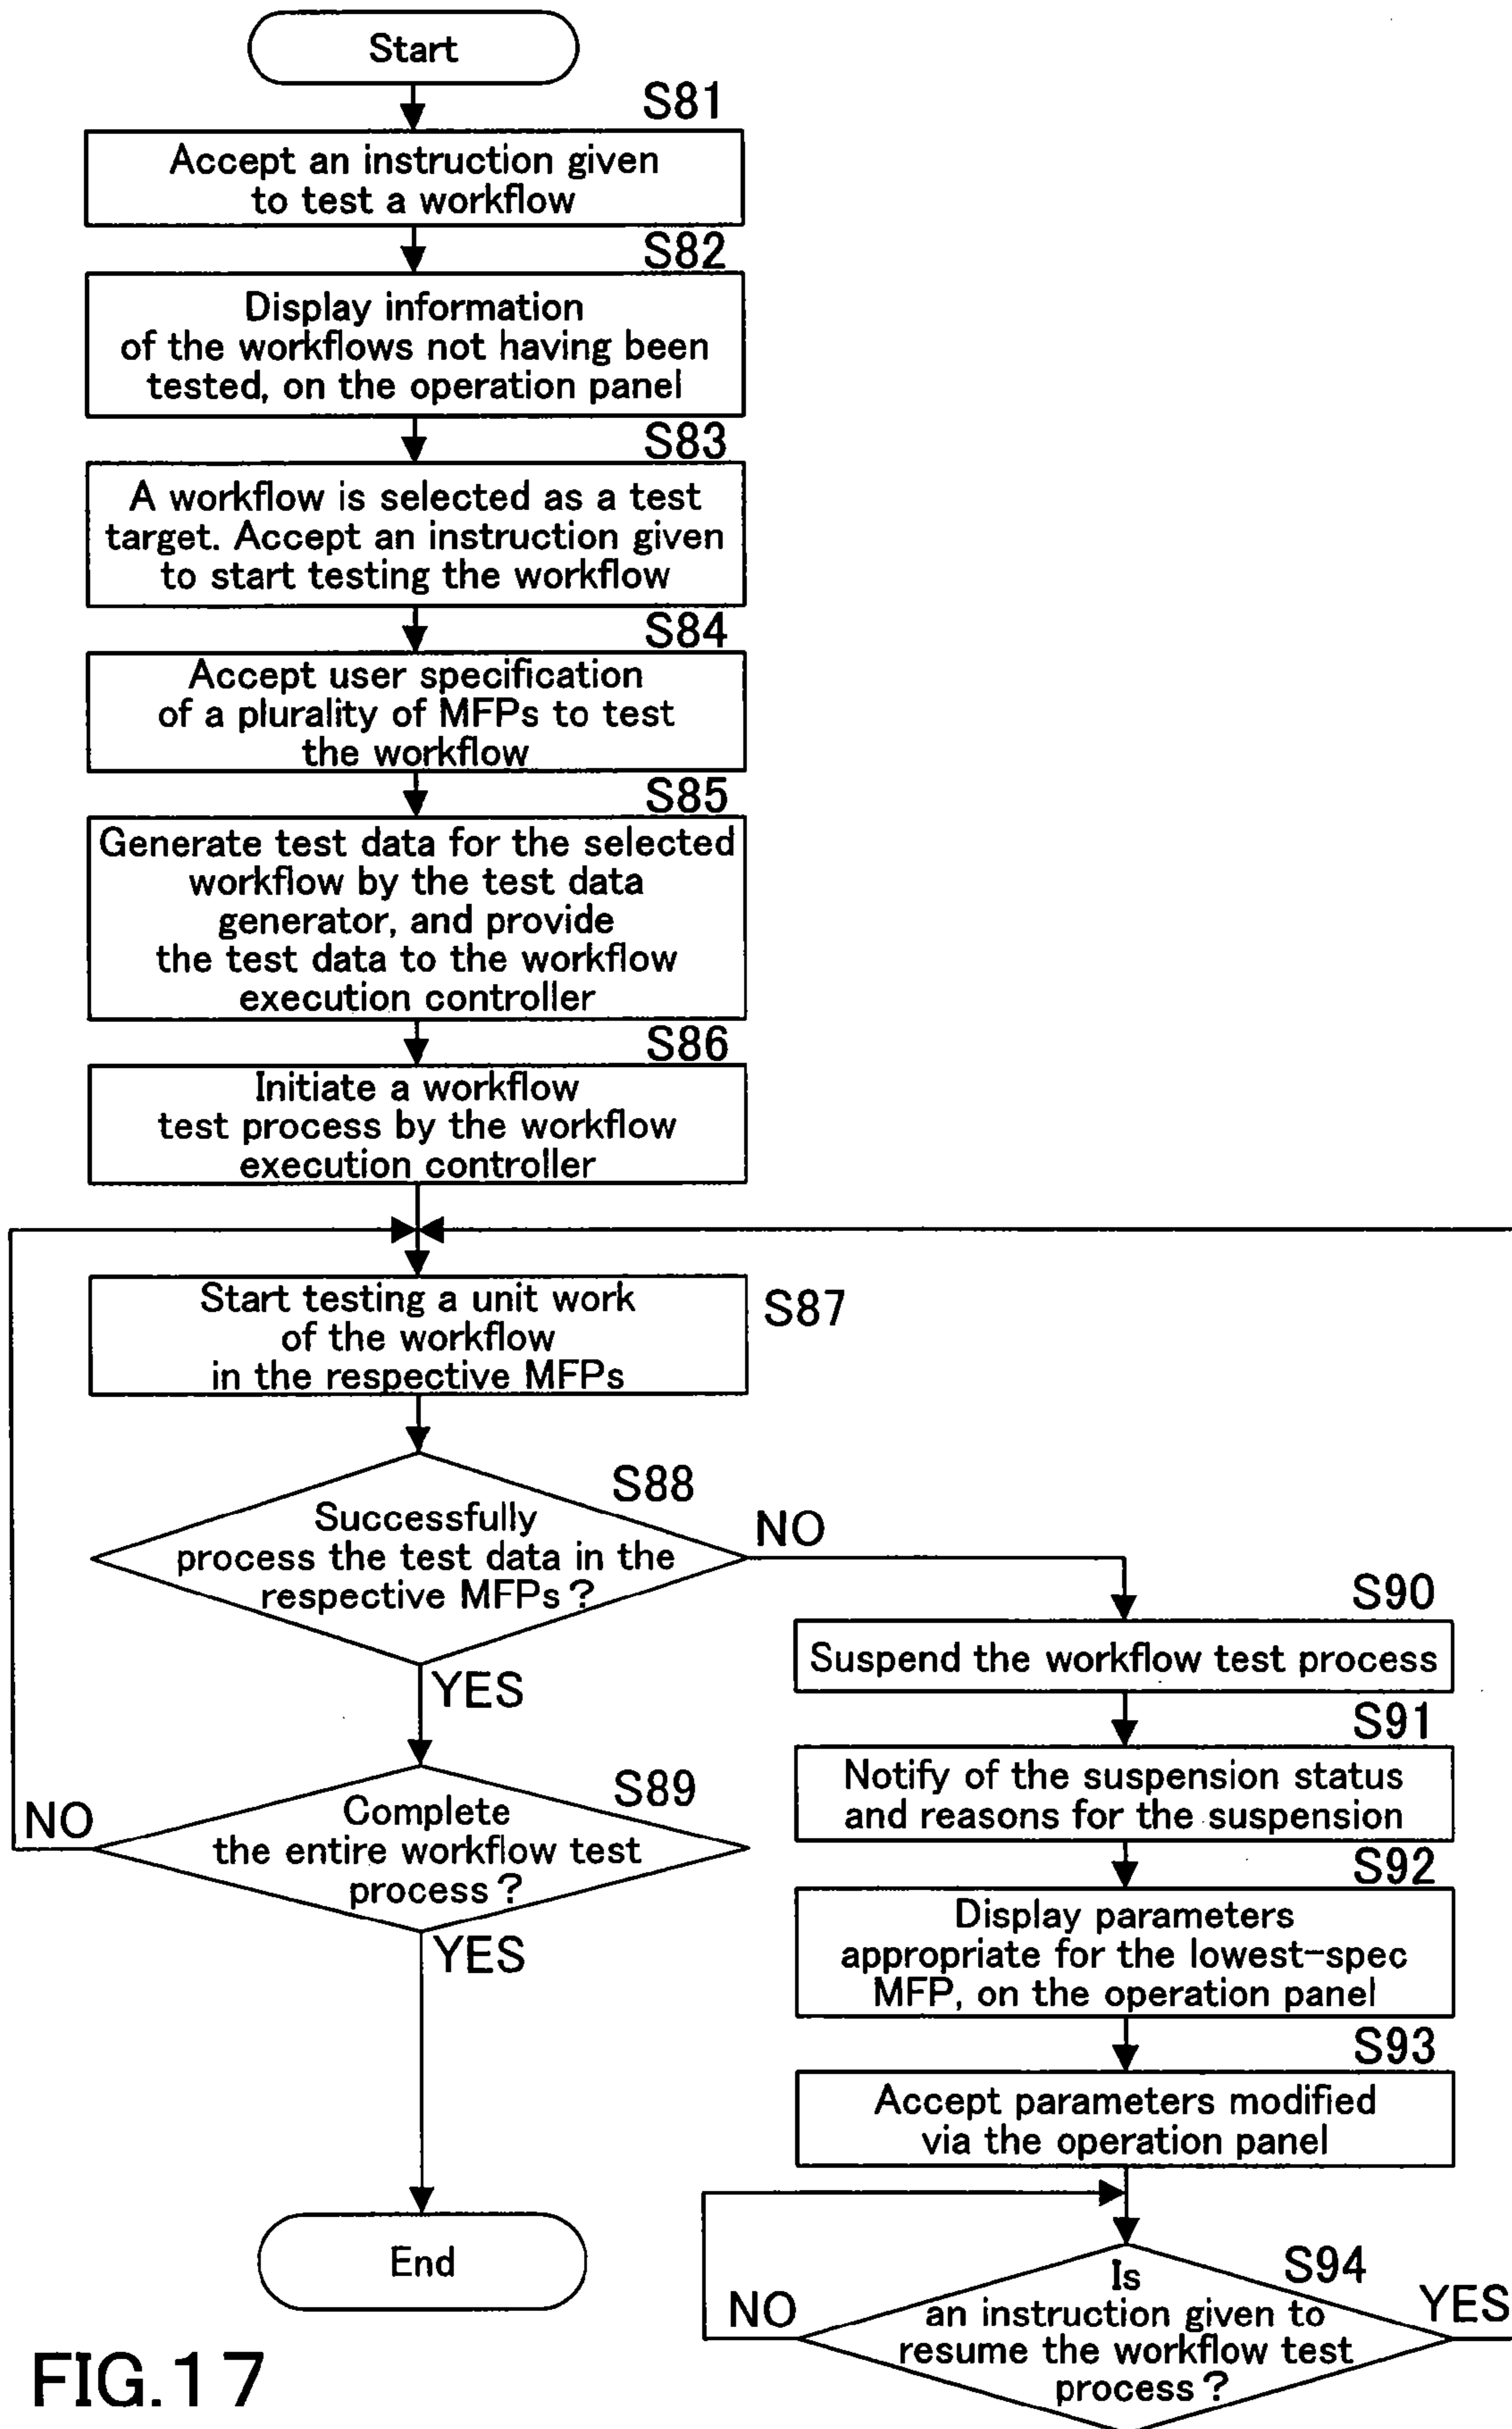 Start
S81
Accept an instruction given
to test a workflow
S82
Display information
of the workflows not having been
tested, on the operation panel
S83
A workflow is selected as a test
target. Accept an instruction given
to start testing the workflow
S84
Accept user specification
of a plurality of MFPs to test
the workflow
S85
Generate test data for the selected
workflow by the test data
generator, and provide
the test data to the workflow
execution controller
S86
Initiate a workflow
test process by the workflow
execution controller
S87
Start testing a unit work
of the workflow
in the respective MFPs
S88
Successfully
process the test data in the
respective MFPs?
NO
YES
S89
Complete
the entire workflow test
process?
NO
YES
End
S90
Suspend the workflow test process
S91
Notify of the suspension status
and reasons for the suspension
S92
Display parameters
appropriate for the lowest-spec
MFP, on the operation panel
S93
Accept parameters modified
via the operation panel
S94
Is
an instruction given to
resume the workflow test
process?
NO
YES
FIG.17